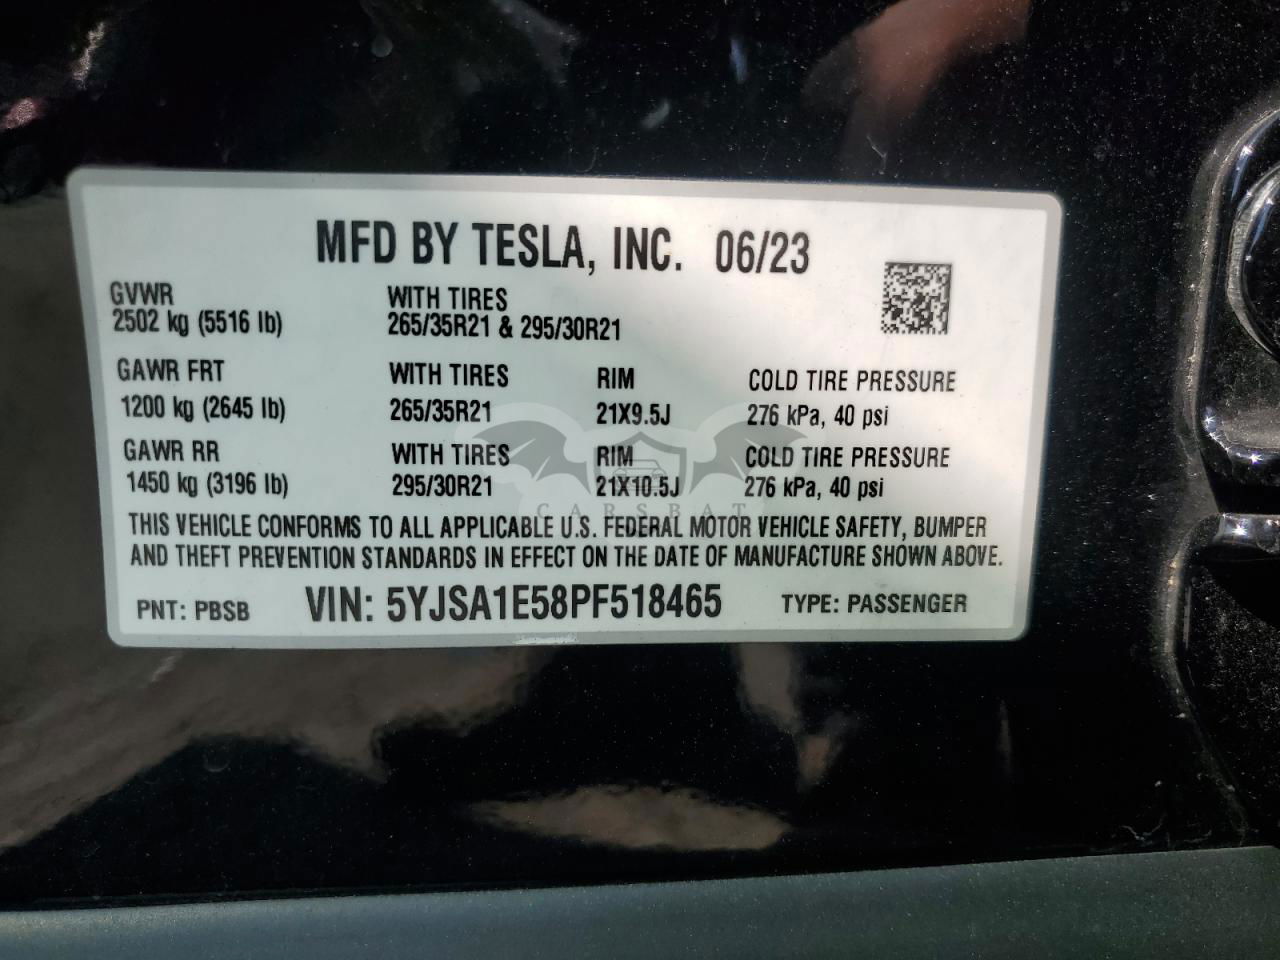 MFD BY TESLA, INC. 06/23
GVWR WITH TIRES
2502 kg (5516 lb) 265/35R21 & 295/30R21
GAWR FRT WITH TIRES RIM COLD TIRE PRESSURE
1200 kg (2645 lb) 265/35R21 21X9.5J 276 kPa, 40 psi
GAWR RR WITH TIRES RIM COLD TIRE PRESSURE
1450 kg (3196 lb) 295/30R21 21X10.5J 276 kPa, 40 psi
CARSBAT
THIS VEHICLE CONFORMS TO ALL APPLICABLE U.S. FEDERAL MOTOR VEHICLE SAFETY, BUMPER
AND THEFT PREVENTION STANDARDS IN EFFECT ON THE DATE OF MANUFACTURE SHOWN ABOVE.
PNT: PBSB VIN: 5YJSA1E58PF518465 TYPE: PASSENGER